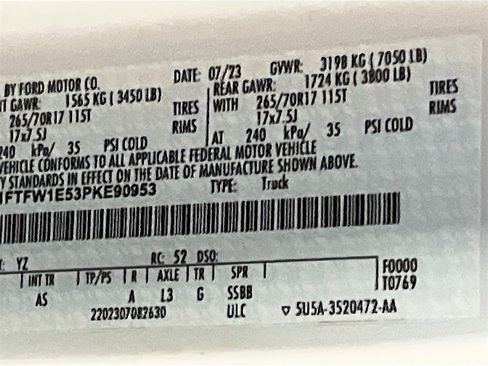 BY FORD MOTOR CO. DATE: 07/23 GVWR: 3198 KG ( 7050 LB)
GAWR: 1565 KG ( 3450 LB) REAR GAWR: 1724 KG ( 3800 LB)
265/70R17 115T TIRES WITH 265/70R17 115T TIRES
17x7.5J RIMS 17x7.5J RIMS
240 kPa/ 35 PSI COLD AT 240 kPa/ 35 PSI COLD
VEHICLE CONFORMS TO ALL APPLICABLE FEDERAL MOTOR VEHICLE
Y STANDARDS IN EFFECT ON THE DATE OF MANUFACTURE SHOWN ABOVE.
FTFW1E53PKE90953 TYPE: Truck
YZ RC: 52 DSO:
INT TR TP/PS R AXLE TR SPR F0000
AS A L3 G SSBB T0769
2202307082630 ULC ▽ 5U5A-3520472-AA